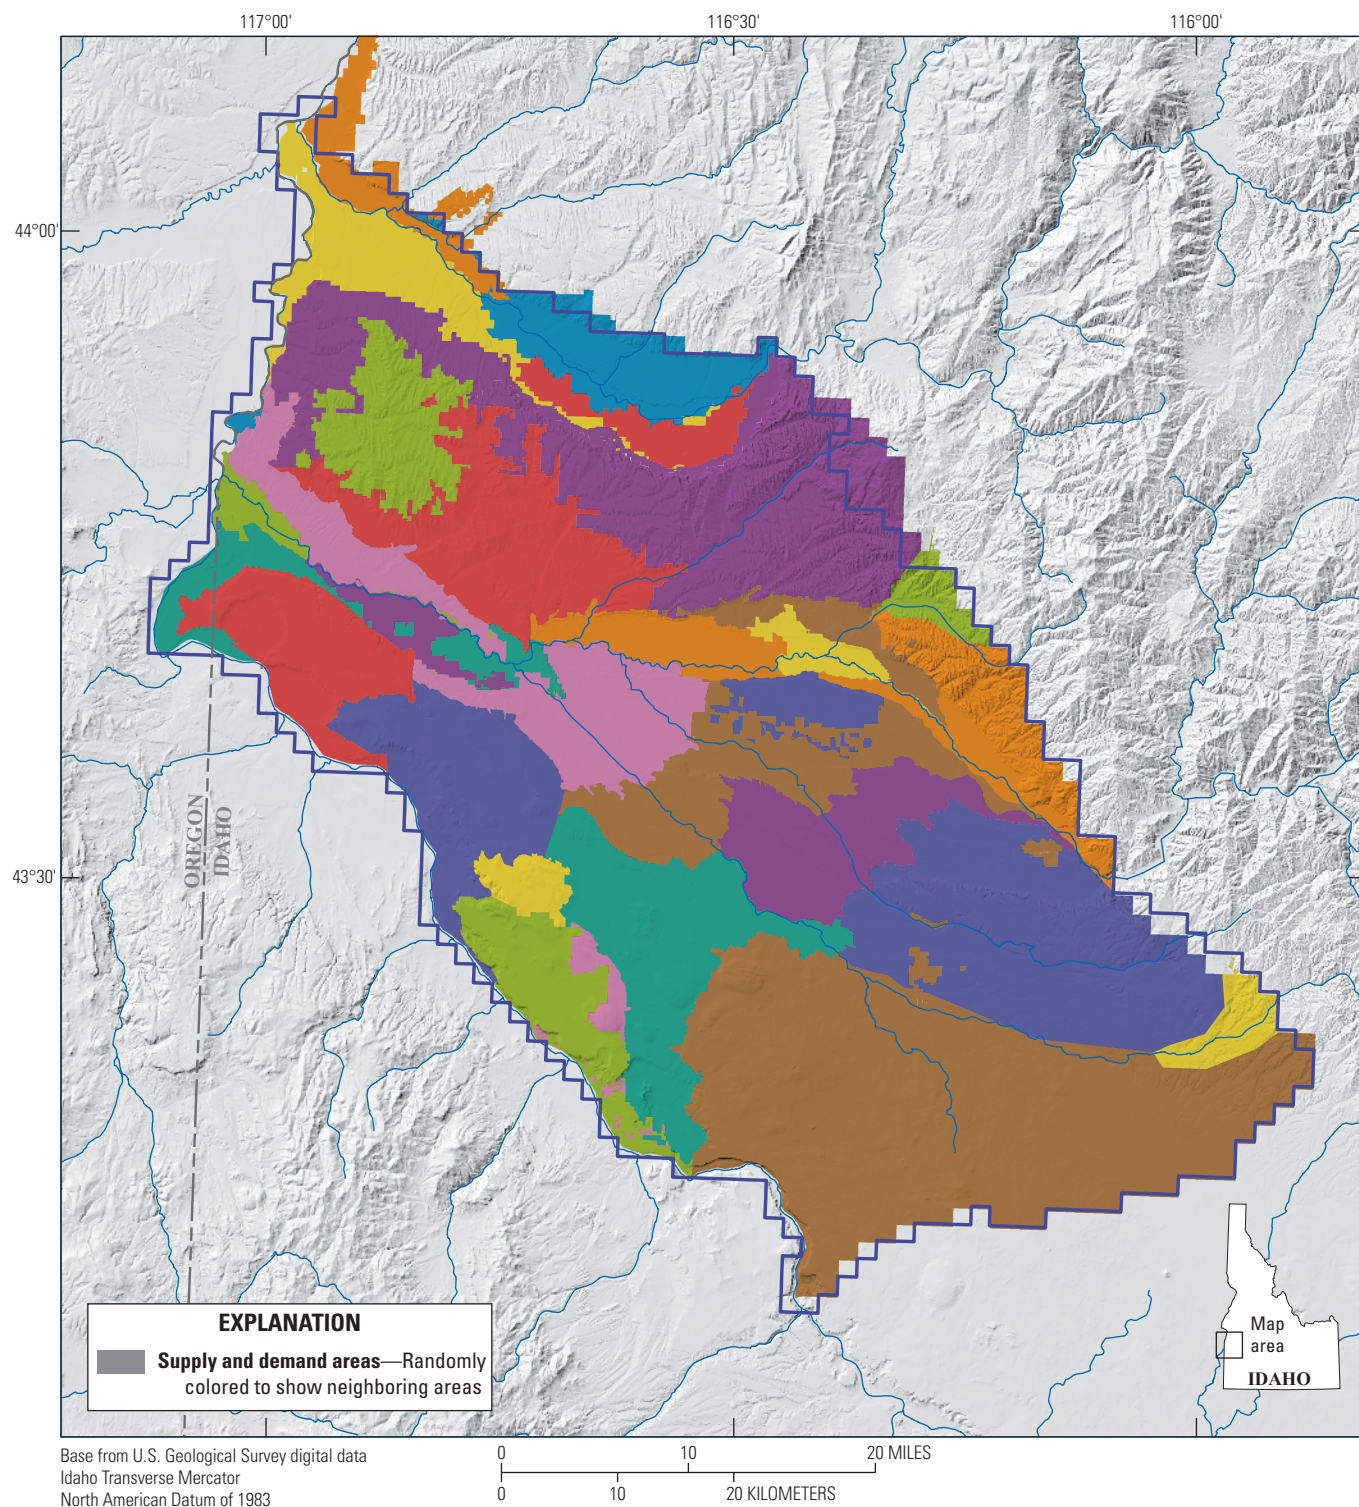 117°00'
116°30'
116°00'
44°00'
43°30'
OREGON
IDAHO
EXPLANATION
Supply and demand areas—Randomly
colored to show neighboring areas
Map
area
IDAHO
Base from U.S. Geological Survey digital data
Idaho Transverse Mercator
North American Datum of 1983
0 10 20 MILES
0 10 20 KILOMETERS